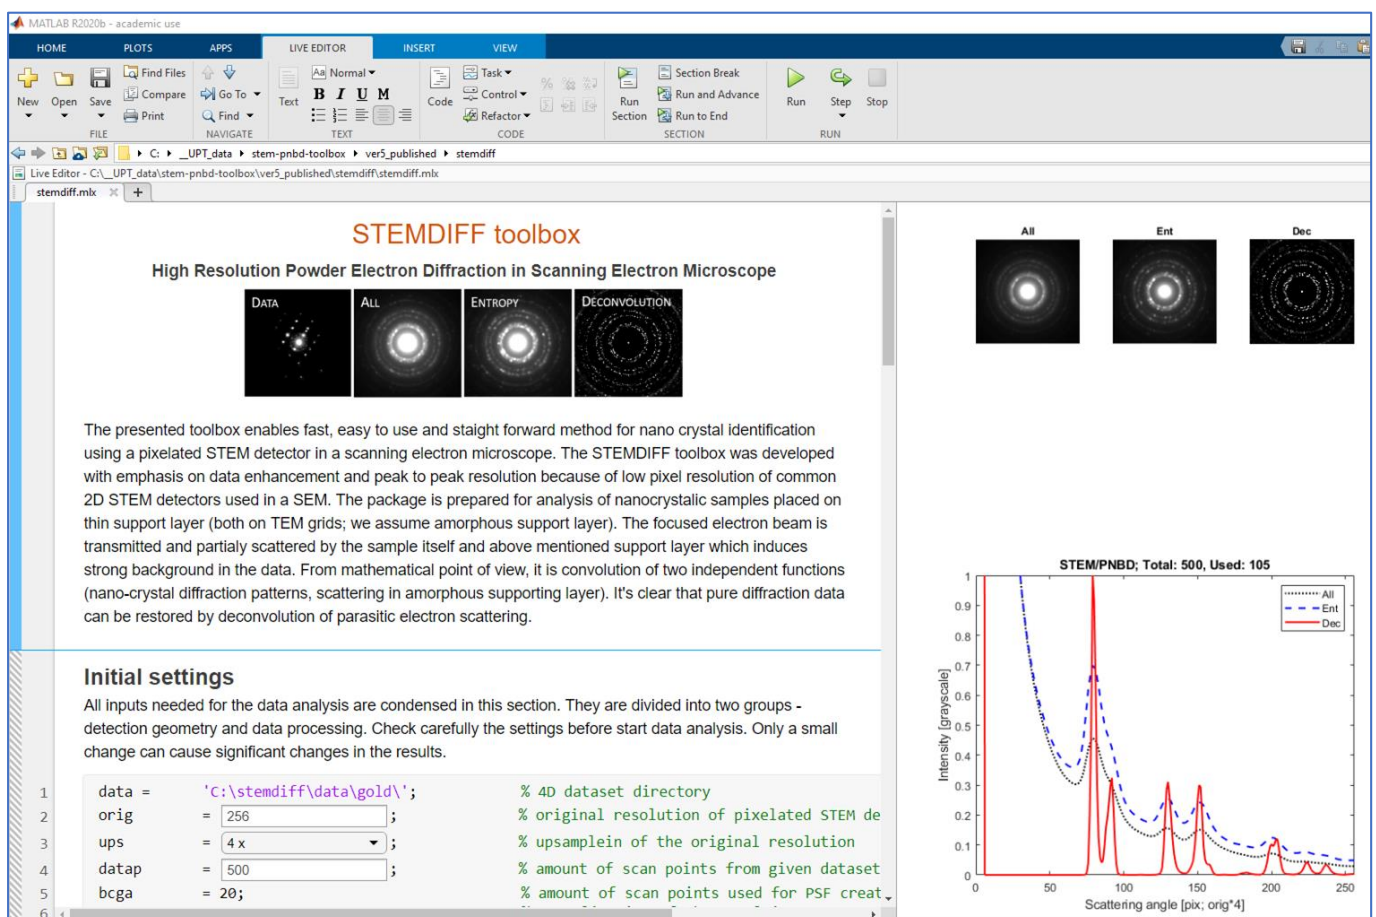 MATLAB R2020b - academic use
HOME PLOTS APPS LIVE EDITOR INSERT VIEW
New Open Save Find Files Compare Print
FILE
Go To Find
NAVIGATE
Text Aa Normal B I U M
TEXT
Code Task Control Refactor
CODE
Run Section Section Break Run and Advance Run to End
SECTION
Run Step Stop
RUN
C: __UPT_data stem-pnbd-toolbox ver5_published stemdiff
Live Editor - C:\__UPT_data\stem-pnbd-toolbox\ver5_published\stemdiff\stemdiff.mlx
stemdiff.mlx
STEMDIFF toolbox
High Resolution Powder Electron Diffraction in Scanning Electron Microscope
DATA ALL ENTROPY DECONVOLUTION
The presented toolbox enables fast, easy to use and staight forward method for nano crystal identification
using a pixelated STEM detector in a scanning electron microscope. The STEMDIFF toolbox was developed
with emphasis on data enhancement and peak to peak resolution because of low pixel resolution of common
2D STEM detectors used in a SEM. The package is prepared for analysis of nanocrystalic samples placed on
thin support layer (both on TEM grids; we assume amorphous support layer). The focused electron beam is
transmitted and partialy scattered by the sample itself and above mentioned support layer which induces
strong background in the data. From mathematical point of view, it is convolution of two independent functions
(nano-crystal diffraction patterns, scattering in amorphous supporting layer). It's clear that pure diffraction data
can be restored by deconvolution of parasitic electron scattering.
Initial settings
All inputs needed for the data analysis are condensed in this section. They are divided into two groups -
detection geometry and data processing. Check carefully the settings before start data analysis. Only a small
change can cause significant changes in the results.
1 data = 'C:\stemdiff\data\gold\'; % 4D dataset directory
2 orig = 256 ; % original resolution of pixelated STEM de
3 ups = 4 x ; % upsamplein of the original resolution
4 datap = 500 ; % amount of scan points from given dataset
5 bcga = 20; % amount of scan points used for PSF creat
6
All Ent Dec
STEM/PNBD; Total: 500, Used: 105
All
Ent
Dec
Intensity [grayscale]
1
0.9
0.8
0.7
0.6
0.5
0.4
0.3
0.2
0.1
0
0 50 100 150 200 250
Scattering angle [pix; orig*4]